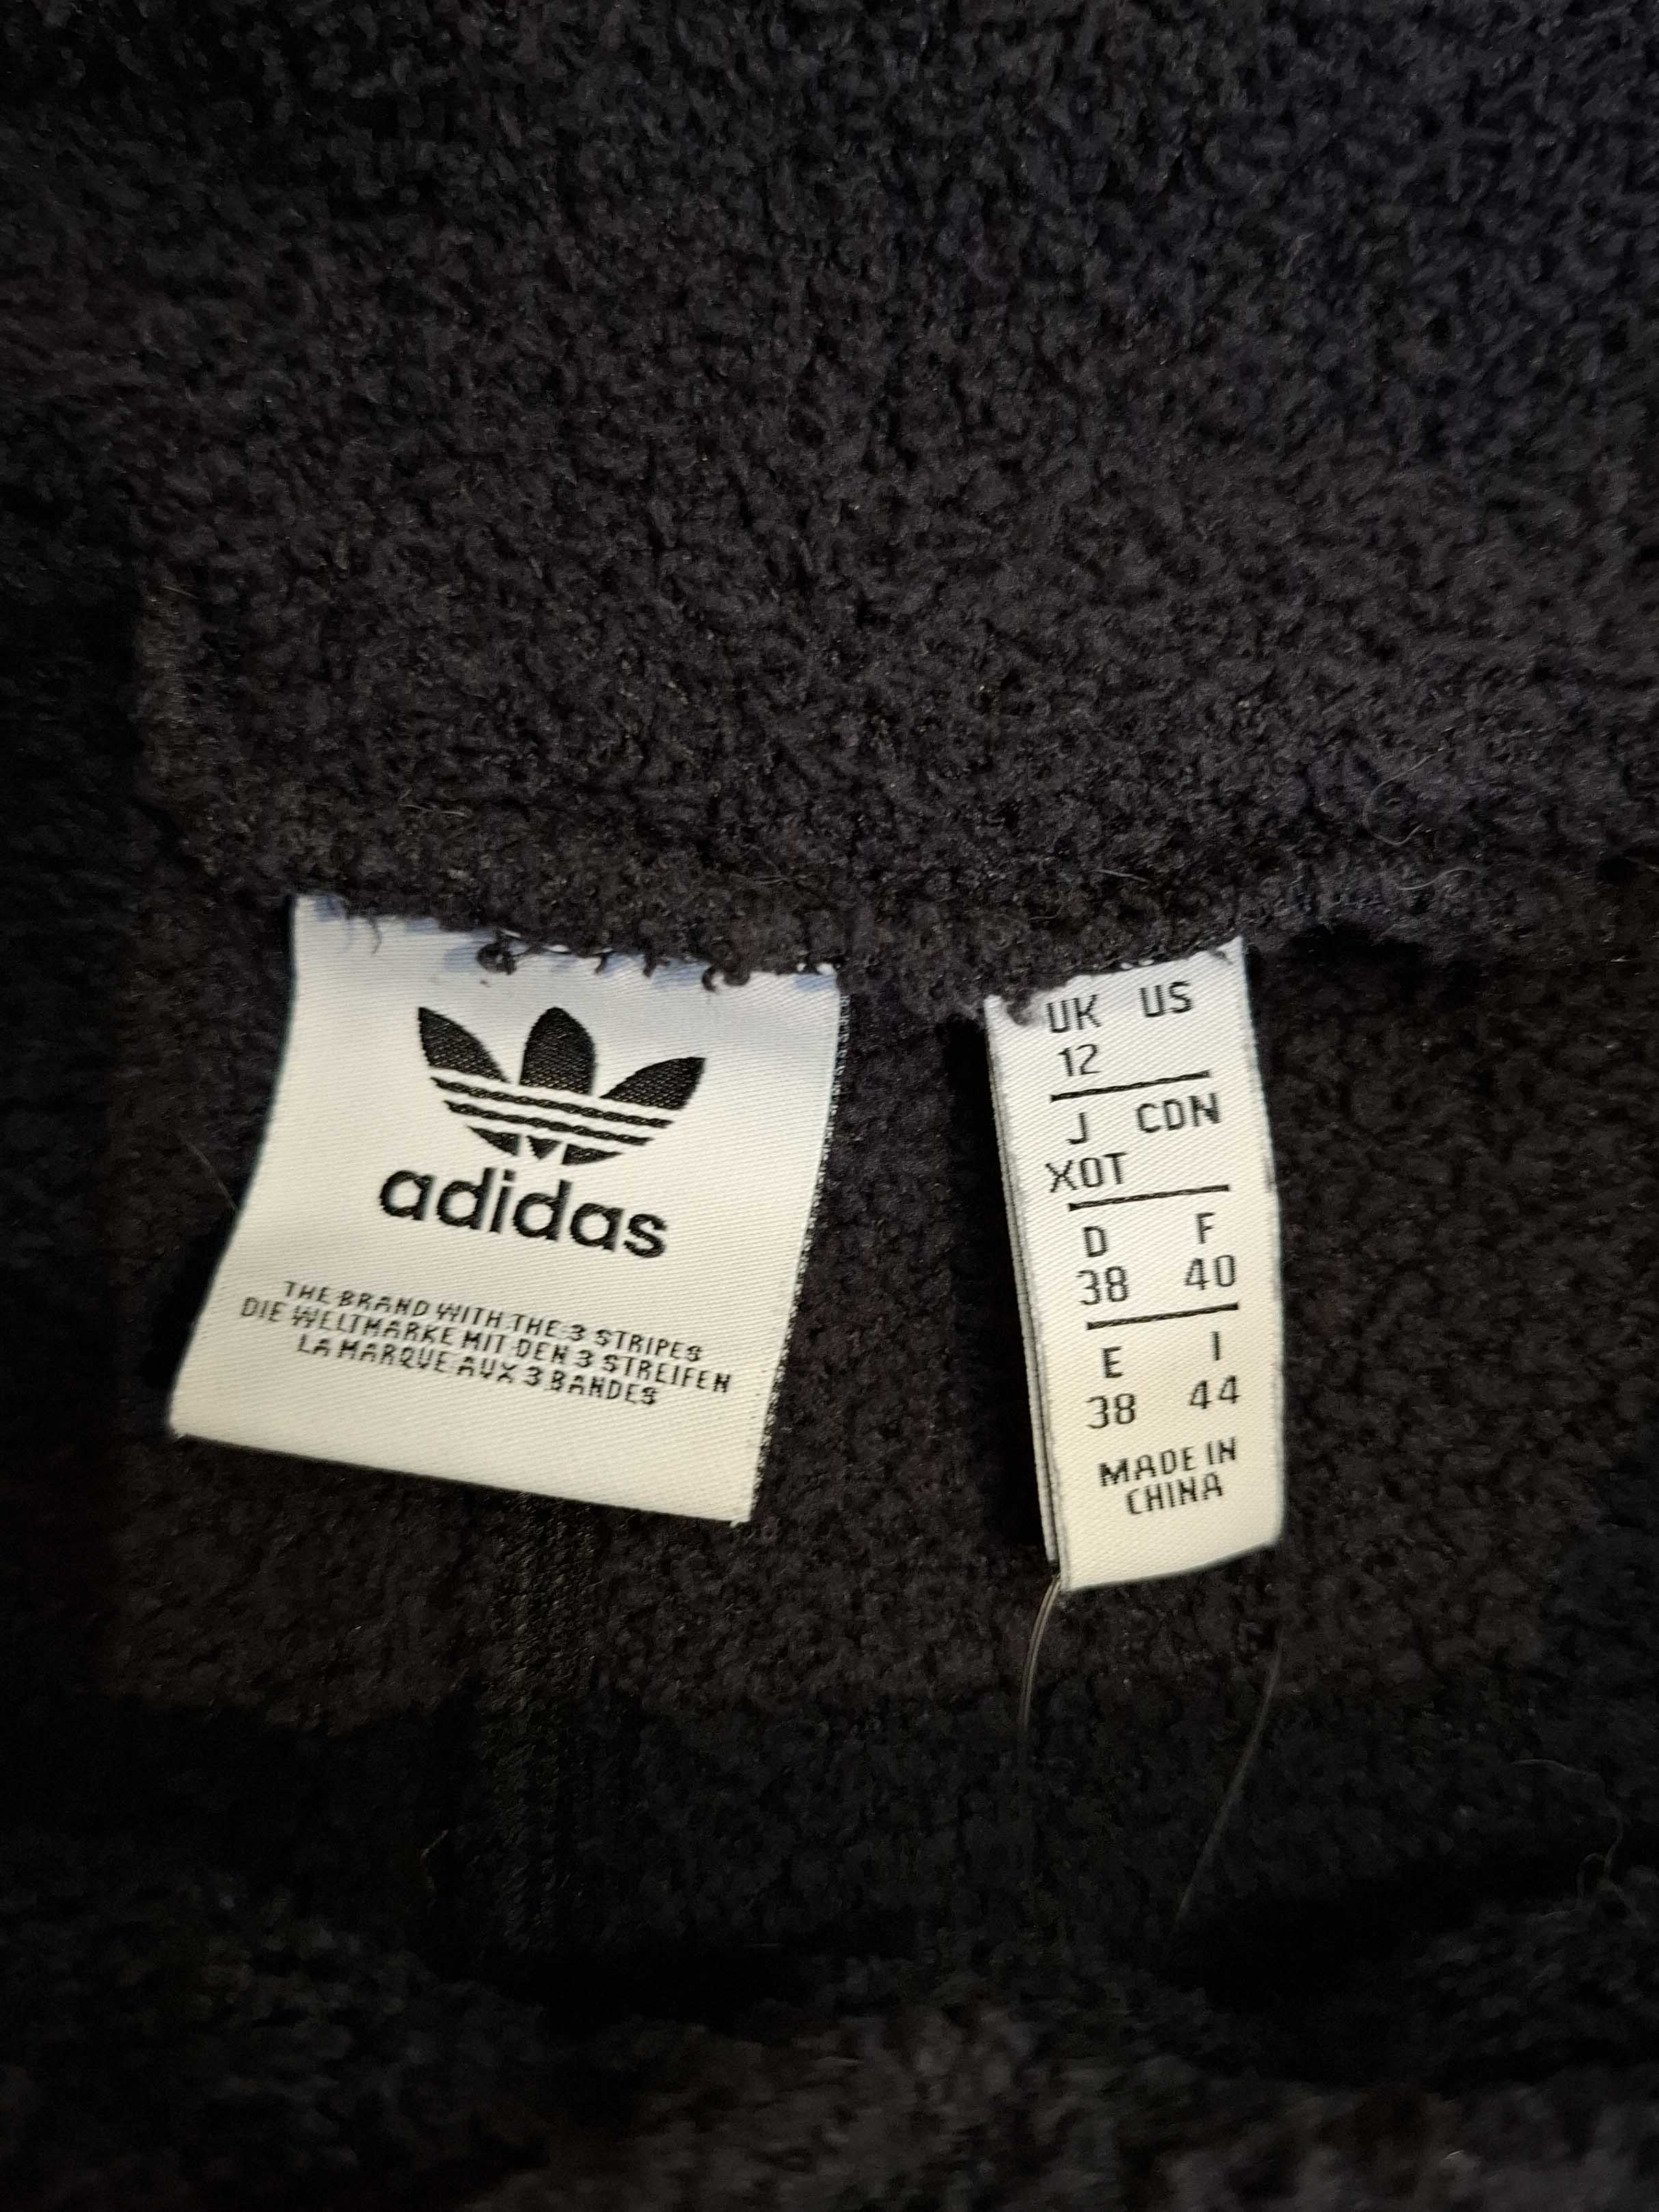 adidas
THE BRAND WITH THE 3 STRIPES
DIE WELTMARKE MIT DEN 3 STREIFEN
LA MARQUE AUX 3 BANDES
UK US
12
J CDN
XOT
D F
38 40
E I
38 44
MADE IN
CHINA